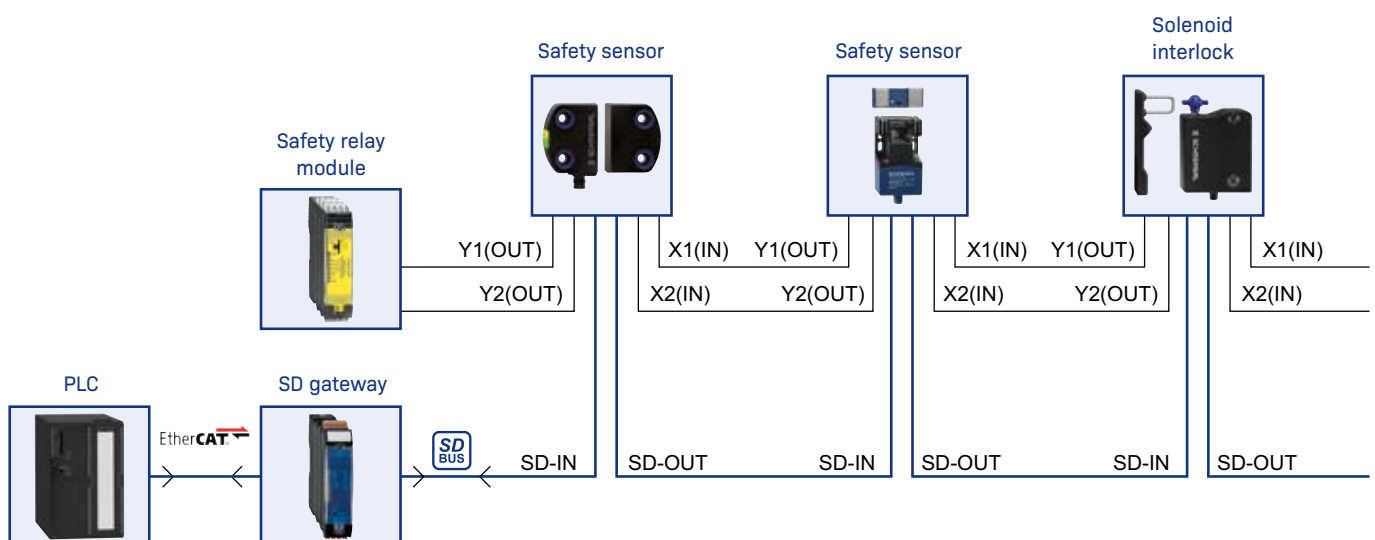 Solenoid
interlock
Safety sensor
Safety sensor
Safety relay
module
Y1(OUT)
X1(IN)
Y1(OUT)
X1(IN)
Y1(OUT)
X1(IN)
Y2(OUT)
X2(IN)
Y2(OUT)
X2(IN)
Y2(OUT)
X2(IN)
PLC
SD gateway
EtherCAT
SD
BUS
SD-IN
SD-OUT
SD-IN
SD-OUT
SD-IN
SD-OUT